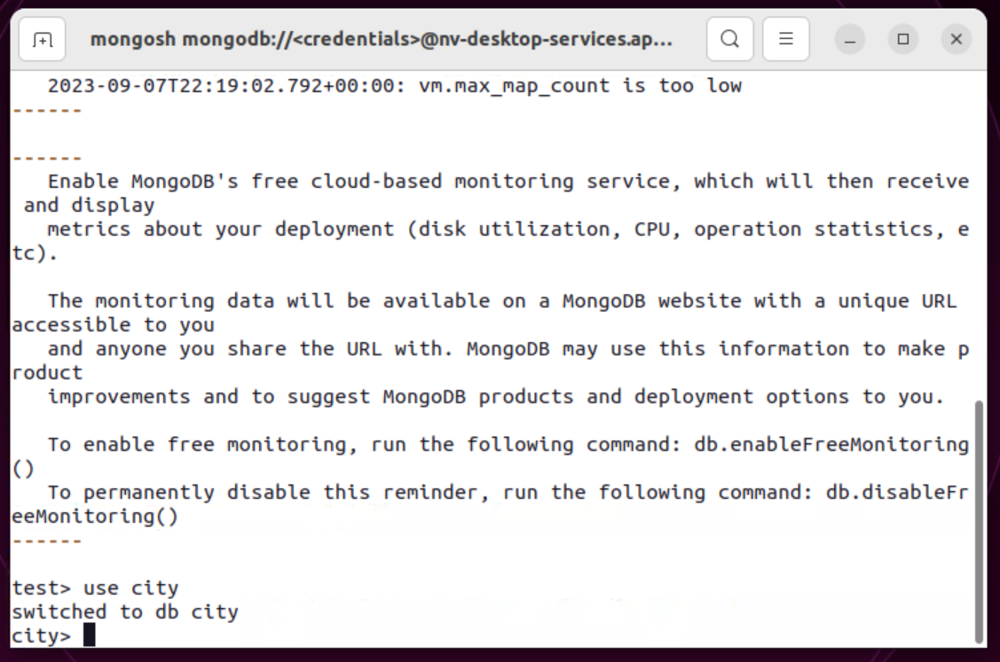 mongosh mongodb://<credentials>@nv-desktop-services.ap...
   2023-09-07T22:19:02.792+00:00: vm.max_map_count is too low
------

------
   Enable MongoDB's free cloud-based monitoring service, which will then receive
 and display
   metrics about your deployment (disk utilization, CPU, operation statistics, e
tc).

   The monitoring data will be available on a MongoDB website with a unique URL
accessible to you
   and anyone you share the URL with. MongoDB may use this information to make p
roduct
   improvements and to suggest MongoDB products and deployment options to you.

   To enable free monitoring, run the following command: db.enableFreeMonitoring
()
   To permanently disable this reminder, run the following command: db.disableFr
eeMonitoring()
------

test> use city
switched to db city
city>